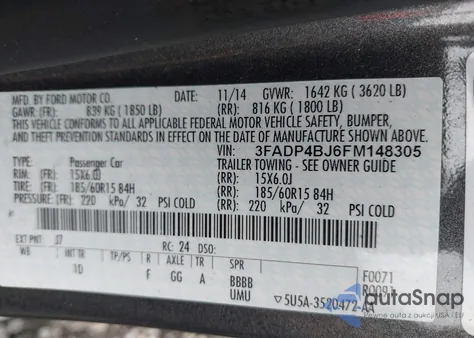 MFD. BY FORD MOTOR CO. DATE: 11/14 GVWR: 1642 KG ( 3620 LB)
GAWR: (FR): 839 KG ( 1850 LB) (RR): 816 KG ( 1800 LB)
THIS VEHICLE CONFORMS TO ALL APPLICABLE FEDERAL MOTOR VEHICLE SAFETY, BUMPER,
AND THEFT PREVENTION STANDARDS IN EFFECT ON THE DATE OF MANUFACTURE SHOWN ABOVE.
VIN: 3FADP4BJ6FM148305
TYPE: Passenger Car TRAILER TOWING - SEE OWNER GUIDE
RIM: (FR): 15X6.0J (RR): 15X6.0J
TIRE: (FR): 185/60R15 84H (RR): 185/60R15 84H
(FR): 220 kPa/ 32 PSI COLD (RR): 220 kPa/ 32 PSI COLD
EXT PNT: J7 RC: 24 DSO: F0071
WB INT TR TP/PS R AXLE TR SPR
1D F GG A BBBB
UMU ▽5U5A-3520472-AA
autoSnap
Auto z aukcji USA i EU